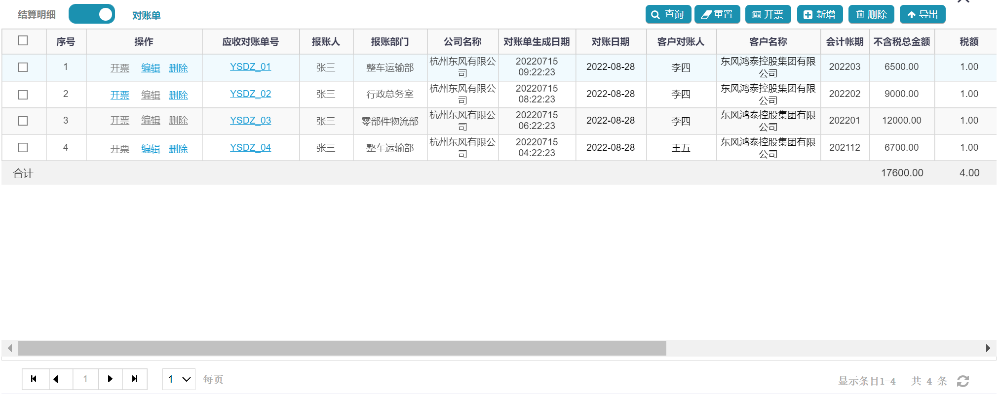 结算明细 对账单 查询 重置 开票 新增 删除 导出
序号 操作 应收对账单号 报账人 报账部门 公司名称 对账单生成日期 对账日期 客户对账人 客户名称 会计帐期 不含税总金额 税额
1 开票 编辑 删除 YSDZ_01 张三 整车运输部 杭州东风有限公司 20220715 09:22:23 2022-08-28 李四 东风鸿泰控股集团有限公司 202203 6500.00 1.00
2 开票 编辑 删除 YSDZ_02 张三 行政总务室 杭州东风有限公司 20220715 08:22:23 2022-08-28 李四 东风鸿泰控股集团有限公司 202202 9000.00 1.00
3 开票 编辑 删除 YSDZ_03 张三 零部件物流部 杭州东风有限公司 20220715 06:22:23 2022-08-28 李四 东风鸿泰控股集团有限公司 202201 12000.00 1.00
4 开票 编辑 删除 YSDZ_04 张三 整车运输部 杭州东风有限公司 20220715 04:22:23 2022-08-28 王五 东风鸿泰控股集团有限公司 202112 6700.00 1.00
合计 17600.00 4.00
1 1 每页 显示条目1-4 共 4 条